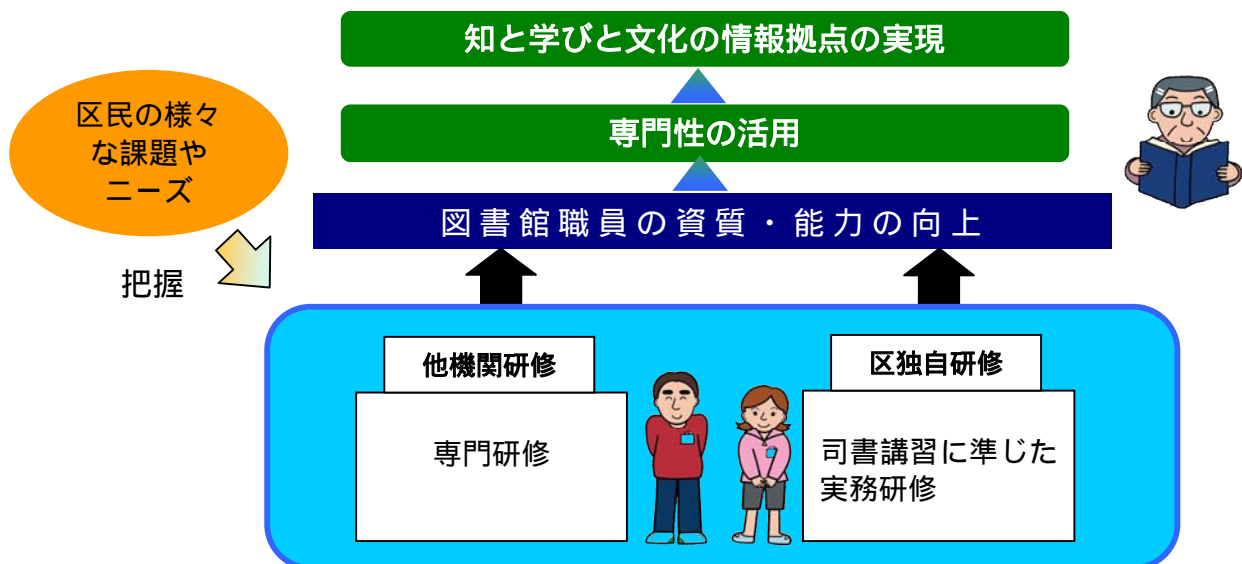 知と学びと文化の情報拠点の実現
区民の様々
な課題や
ニーズ
専門性の活用
図書館職員の資質・能力の向上
把握
他機関研修
区独自研修
専門研修
司書講習に準じた
実務研修